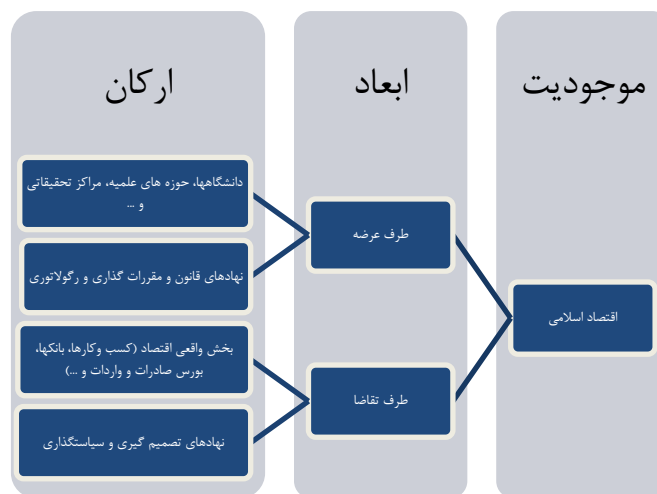 موجودیت
ابعاد
ارکان
اقتصاد اسلامی
طرف عرضه
طرف تقاضا
دانشگاهها، حوزه های علمیه، مراکز تحقیقاتی
و ...
نهادهای قانون و مقررات گذاری و رگولاتوری
بخش واقعی اقتصاد (کسب وکارها، بانکها،
بورس صادرات و واردات و ...)
نهادهای تصمیم گیری و سیاستگذاری